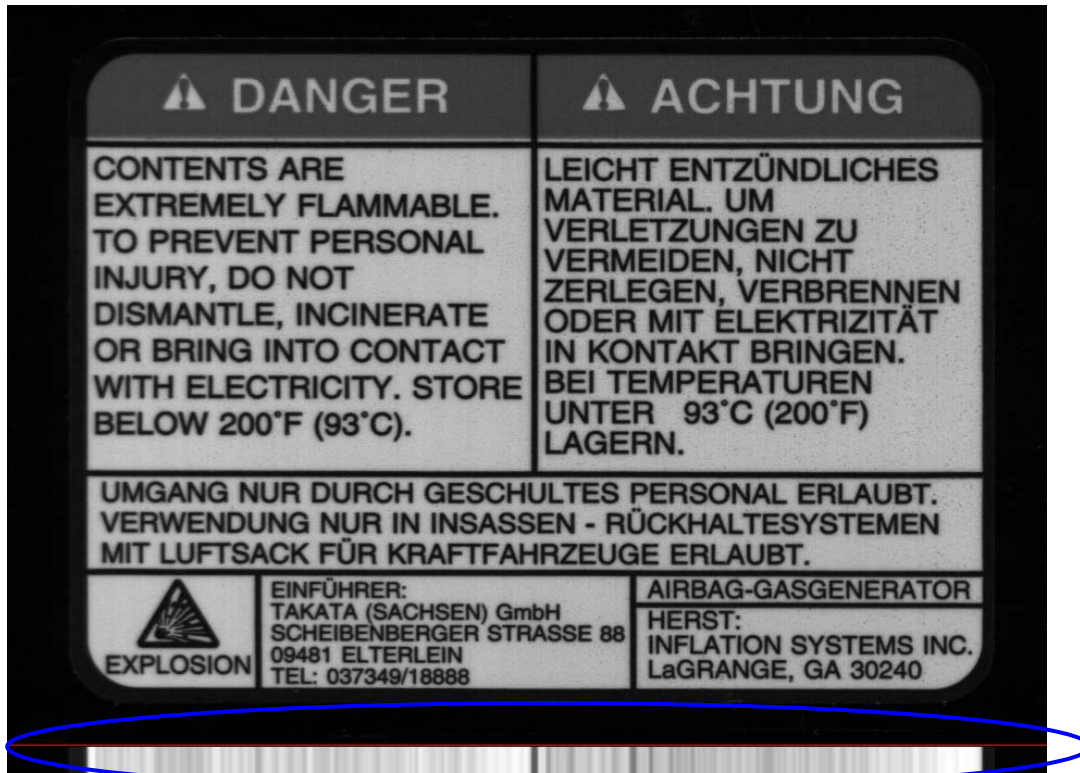 DANGER
CONTENTS ARE
EXTREMELY FLAMMABLE.
TO PREVENT PERSONAL
INJURY, DO NOT
DISMANTLE, INCINERATE
OR BRING INTO CONTACT
WITH ELECTRICITY. STORE
BELOW 200°F (93°C).
ACHTUNG
LEICHT ENTZÜNDLICHES
MATERIAL. UM
VERLETZUNGEN ZU
VERMEIDEN, NICHT
ZERLEGEN, VERBRENNEN
ODER MIT ELEKTRIZITÄT
IN KONTAKT BRINGEN.
BEI TEMPERATUREN
UNTER 93°C (200°F)
LAGERN.
UMGANG NUR DURCH GESCHULTES PERSONAL ERLAUBT.
VERWENDUNG NUR IN INSASSEN - RÜCKHALTESYSTEMEN
MIT LUFTSACK FÜR KRAFTFAHRZEUGE ERLAUBT.
EXPLOSION
EINFÜHRER:
TAKATA (SACHSEN) GmbH
SCHEIBENBERGER STRASSE 88
09481 ELTERLEIN
TEL: 037349/18888
AIRBAG-GASGENERATOR
HERST:
INFLATION SYSTEMS INC.
LaGRANGE, GA 30240